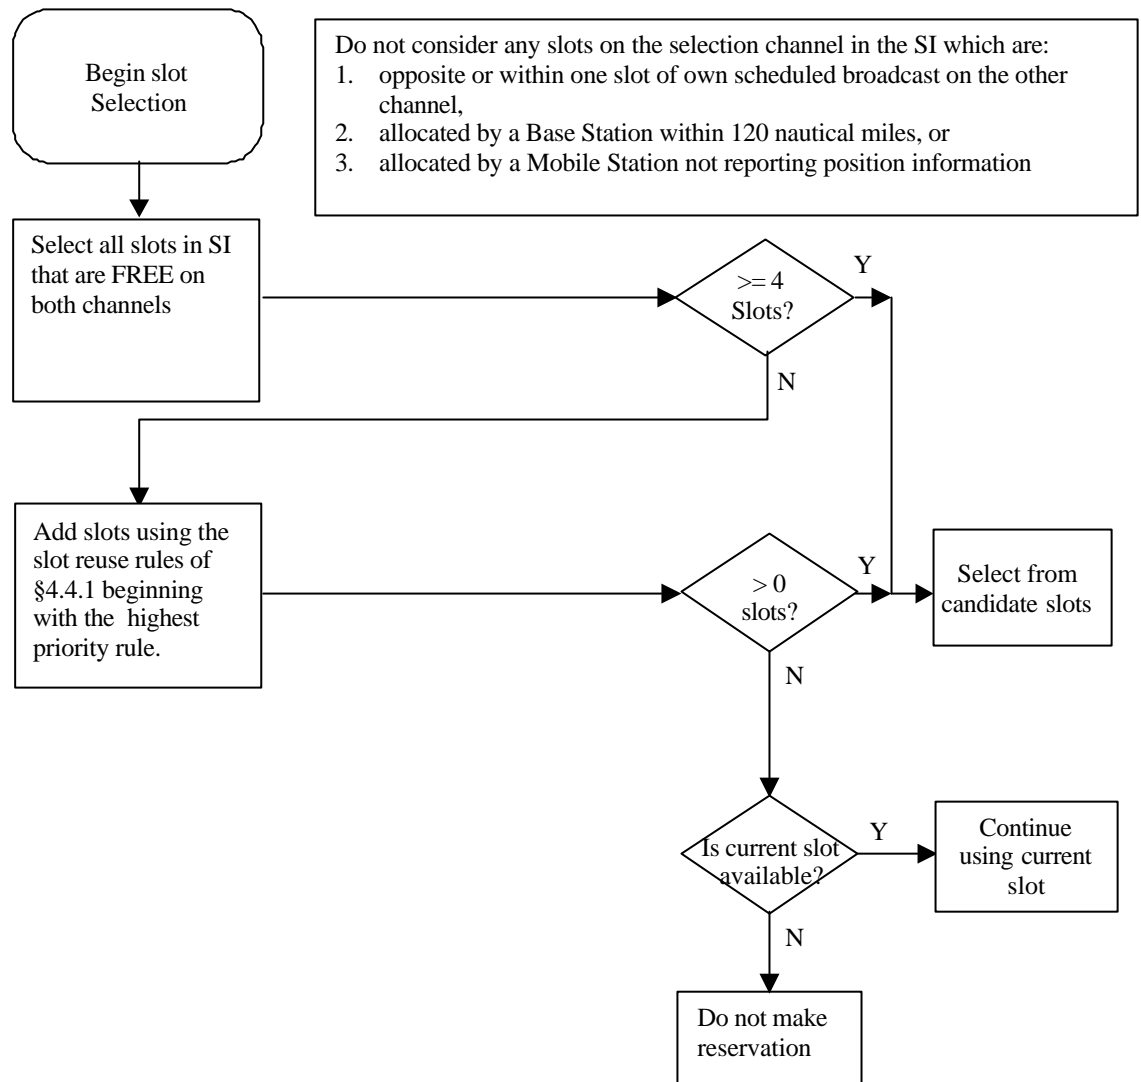 Begin slot
Selection
Do not consider any slots on the selection channel in the SI which are:
1. opposite or within one slot of own scheduled broadcast on the other
channel,
2. allocated by a Base Station within 120 nautical miles, or
3. allocated by a Mobile Station not reporting position information
Select all slots in SI
that are FREE on
both channels
>= 4
Slots?
Y
N
Add slots using the
slot reuse rules of
§4.4.1 beginning
with the highest
priority rule.
> 0
slots?
Y
Select from
candidate slots
N
Is current slot
available?
Y
Continue
using current
slot
N
Do not make
reservation